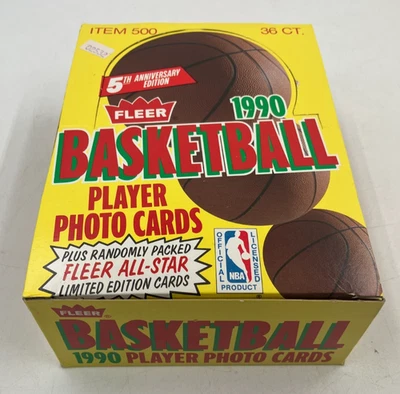 ITEM 500
36 CT.
5TH ANNIVERSARY
EDITION
FLEER
1990
BASKETBALL
PLAYER
PHOTO CARDS
PLUS RANDOMLY PACKED
FLEER ALL-STAR
LIMITED EDITION CARDS
OFFICIAL
LICENSED
NBA
PRODUCT
FLEER
BASKETBALL
1990 PLAYER PHOTO CARDS